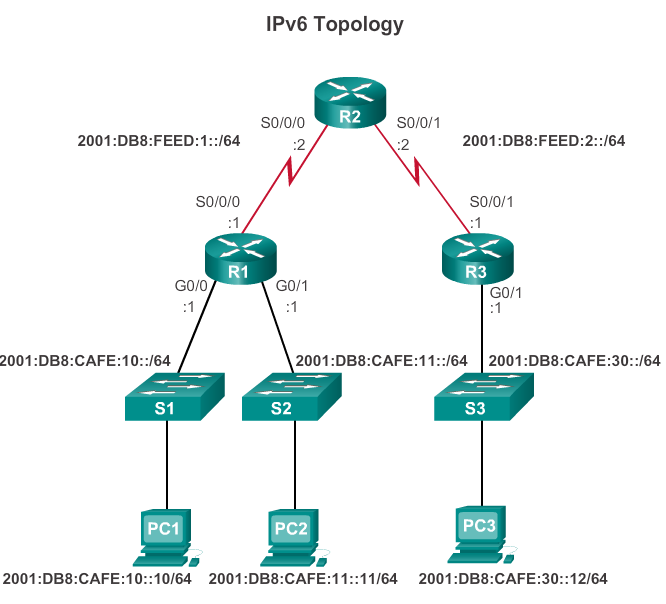 IPv6 Topology
R2
S0/0/0
S0/0/1
2001:DB8:FEED:1::/64
:2
:2
2001:DB8:FEED:2::/64
S0/0/0
S0/0/1
:1
:1
R1
R3
G0/0
G0/1
G0/1
:1
:1
:1
2001:DB8:CAFE:10::/64
2001:DB8:CAFE:11::/64
2001:DB8:CAFE:30::/64
S1
S2
S3
PC1
PC2
PC3
2001:DB8:CAFE:10::10/64
2001:DB8:CAFE:11::11/64
2001:DB8:CAFE:30::12/64